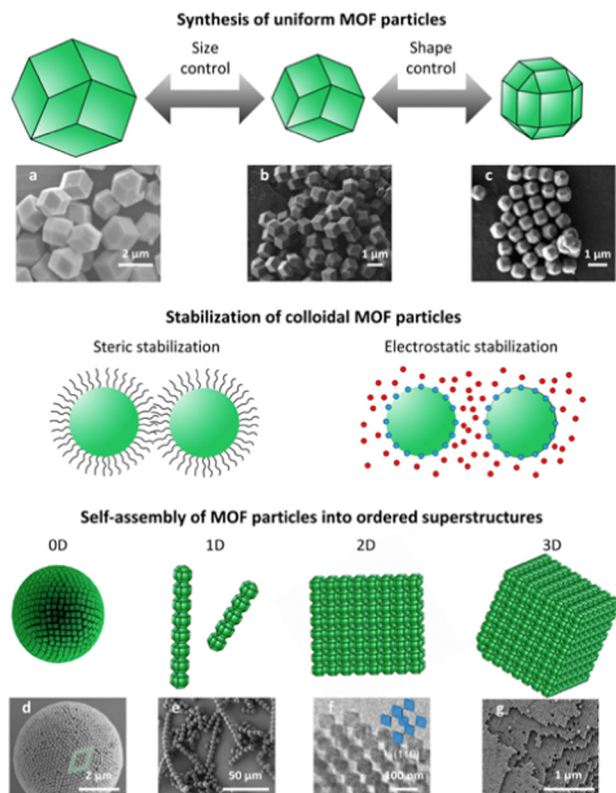 Synthesis of uniform MOF particles
Size
control
Shape
control
a
2 μm
b
1 μm
c
1 μm
Stabilization of colloidal MOF particles
Steric stabilization
Electrostatic stabilization
Self-assembly of MOF particles into ordered superstructures
0D
1D
2D
3D
d
2 μm
e
50 μm
f
(110)
100 nm
g
1 μm